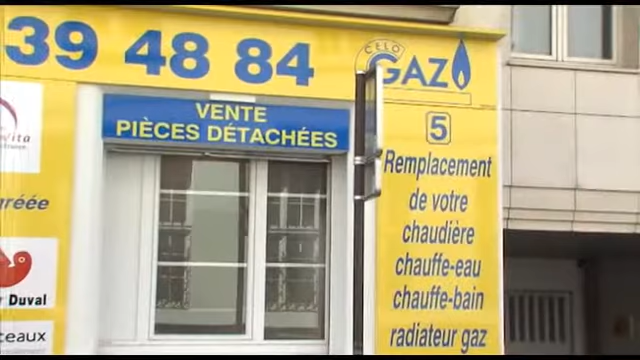 39 48 84
CELO
GAZ
VENTE
PIÈCES DÉTACHÉES
5
Remplacement
de votre
chaudière
chauffe-eau
chauffe-bain
radiateur gaz
Duval